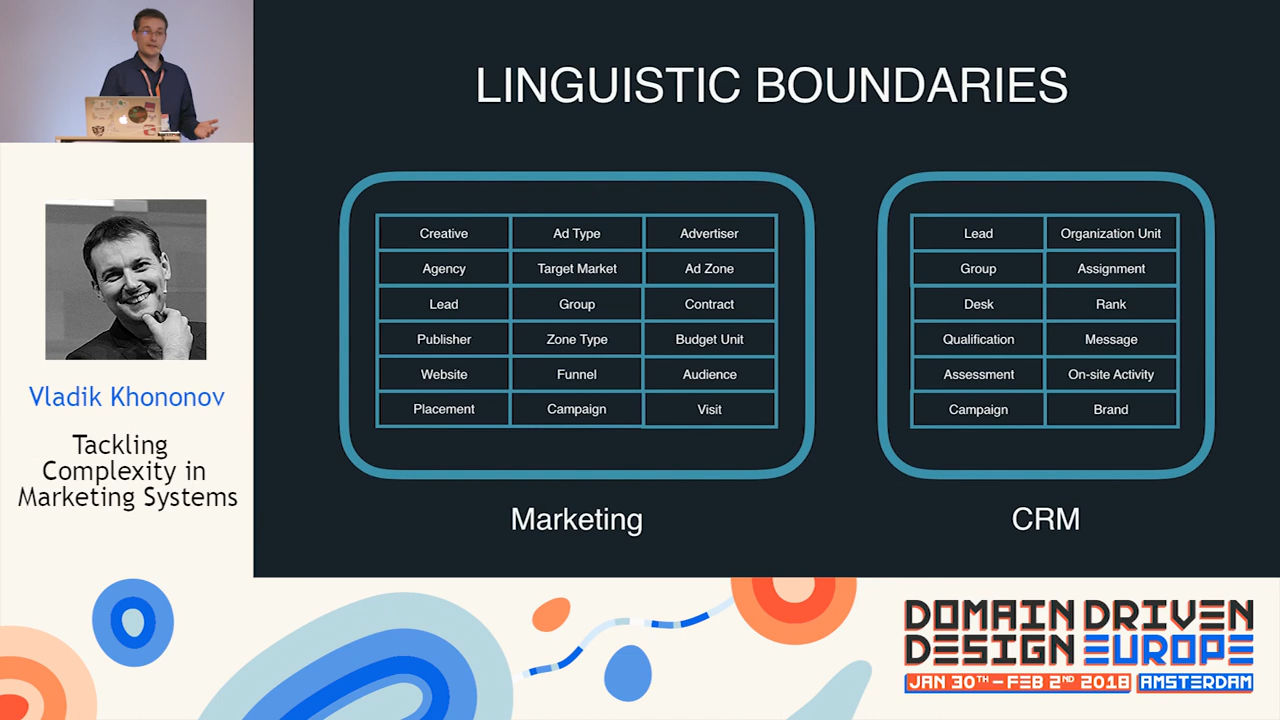 LINGUISTIC BOUNDARIES
Creative Ad Type Advertiser
Agency Target Market Ad Zone
Lead Group Contract
Publisher Zone Type Budget Unit
Website Funnel Audience
Placement Campaign Visit
Marketing
Lead Organization Unit
Group Assignment
Desk Rank
Qualification Message
Assessment On-site Activity
Campaign Brand
CRM
Vladik Khononov
Tackling
Complexity in
Marketing Systems
DOMAIN DRIVEN
DESIGN EUROPE
JAN 30TH - FEB 2ND 2018 AMSTERDAM